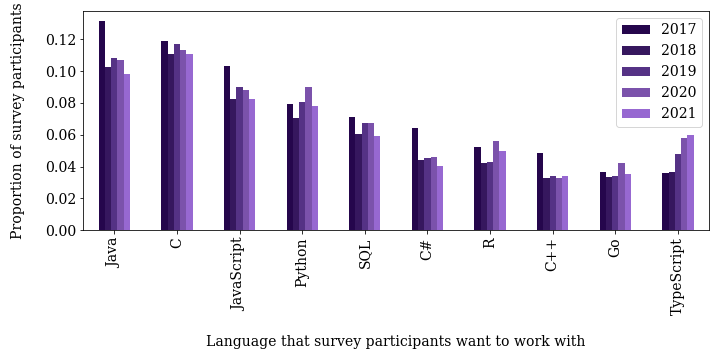 Proportion of survey participants
0.12
0.10
0.08
0.06
0.04
0.02
0.00
2017
2018
2019
2020
2021
Java
C
JavaScript
Python
SQL
C#
R
C++
Go
TypeScript
Language that survey participants want to work with